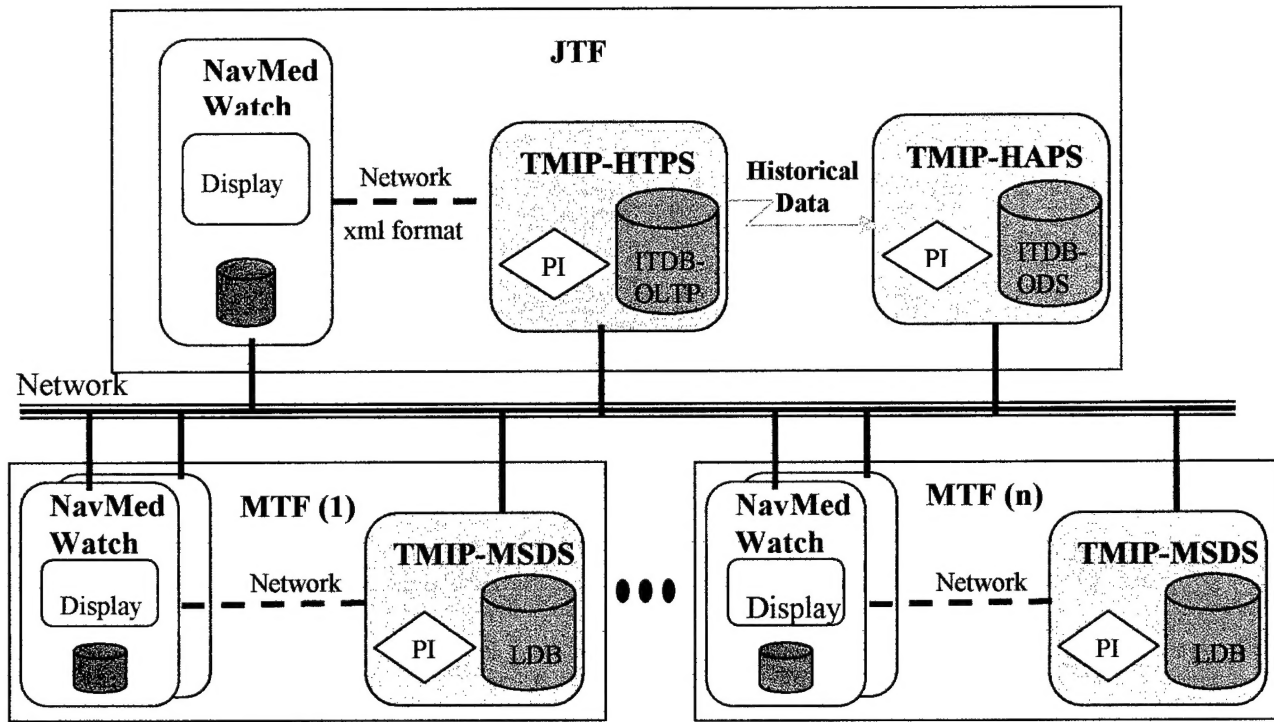 JTF
NavMed
Watch
Display
Network
xml format
TMIP-HTPS
PI
ITDB-
OLTP
Historical
Data
TMIP-HAPS
PI
ITDB-
ODS
Network
NavMed
Watch
Display
MTF (1)
Network
TMIP-MSDS
PI
LDB
NavMed
Watch
Display
MTF (n)
Network
TMIP-MSDS
PI
LDB